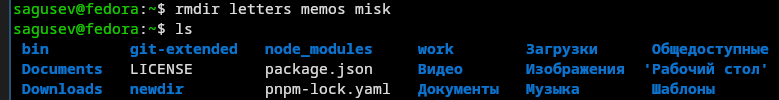 sagusev@fedora:~$ rmdir letters memos misk
sagusev@fedora:~$ ls
bin git-extended node_modules work Загрузки Общедоступные
Documents LICENSE package.json Видео Изображения 'Рабочий стол'
Downloads newdir pnpm-lock.yaml Документы Музыка Шаблоны